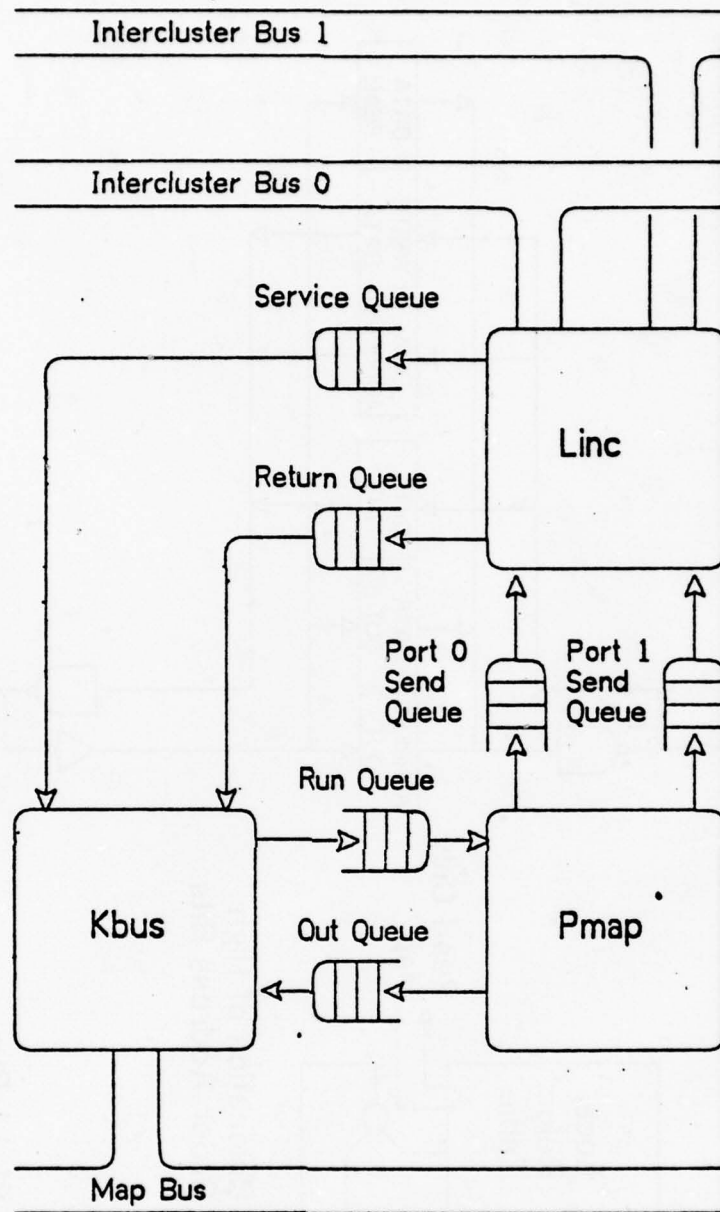 Intercluster Bus 1
Intercluster Bus 0
Service Queue
Linc
Return Queue
Port 0
Send
Queue
Port 1
Send
Queue
Run Queue
Kbus
Out Queue
Pmap
Map Bus